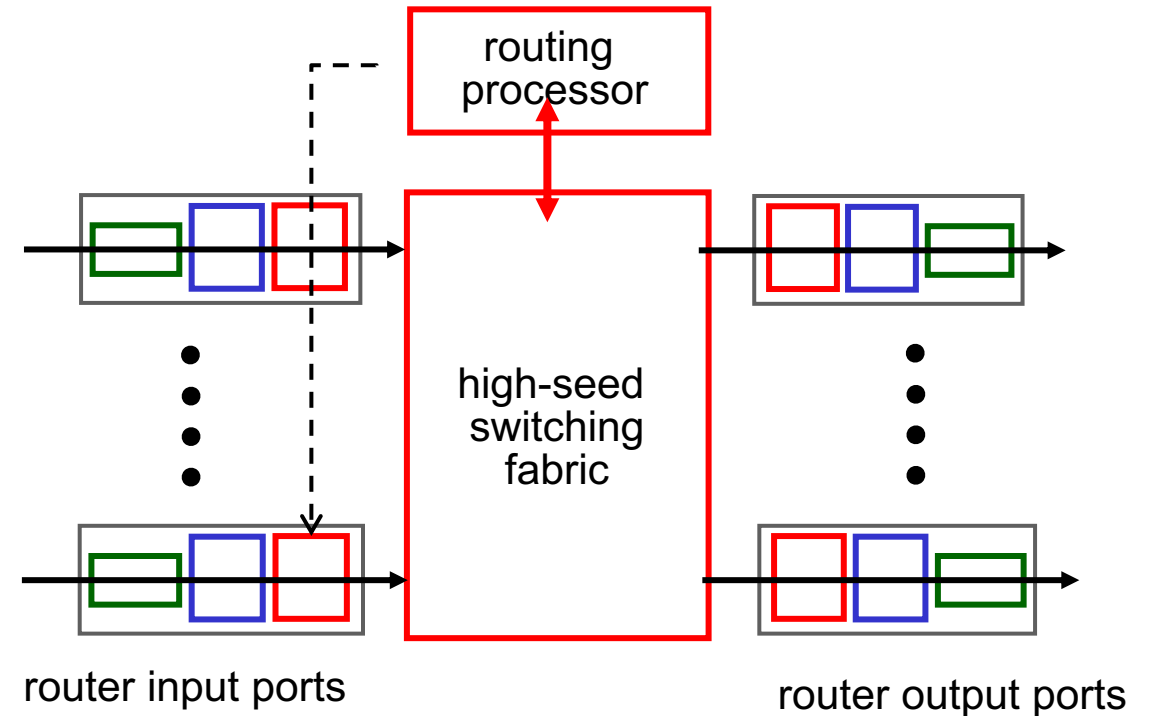 routing
processor
high-seed
switching
fabric
router input ports
router output ports